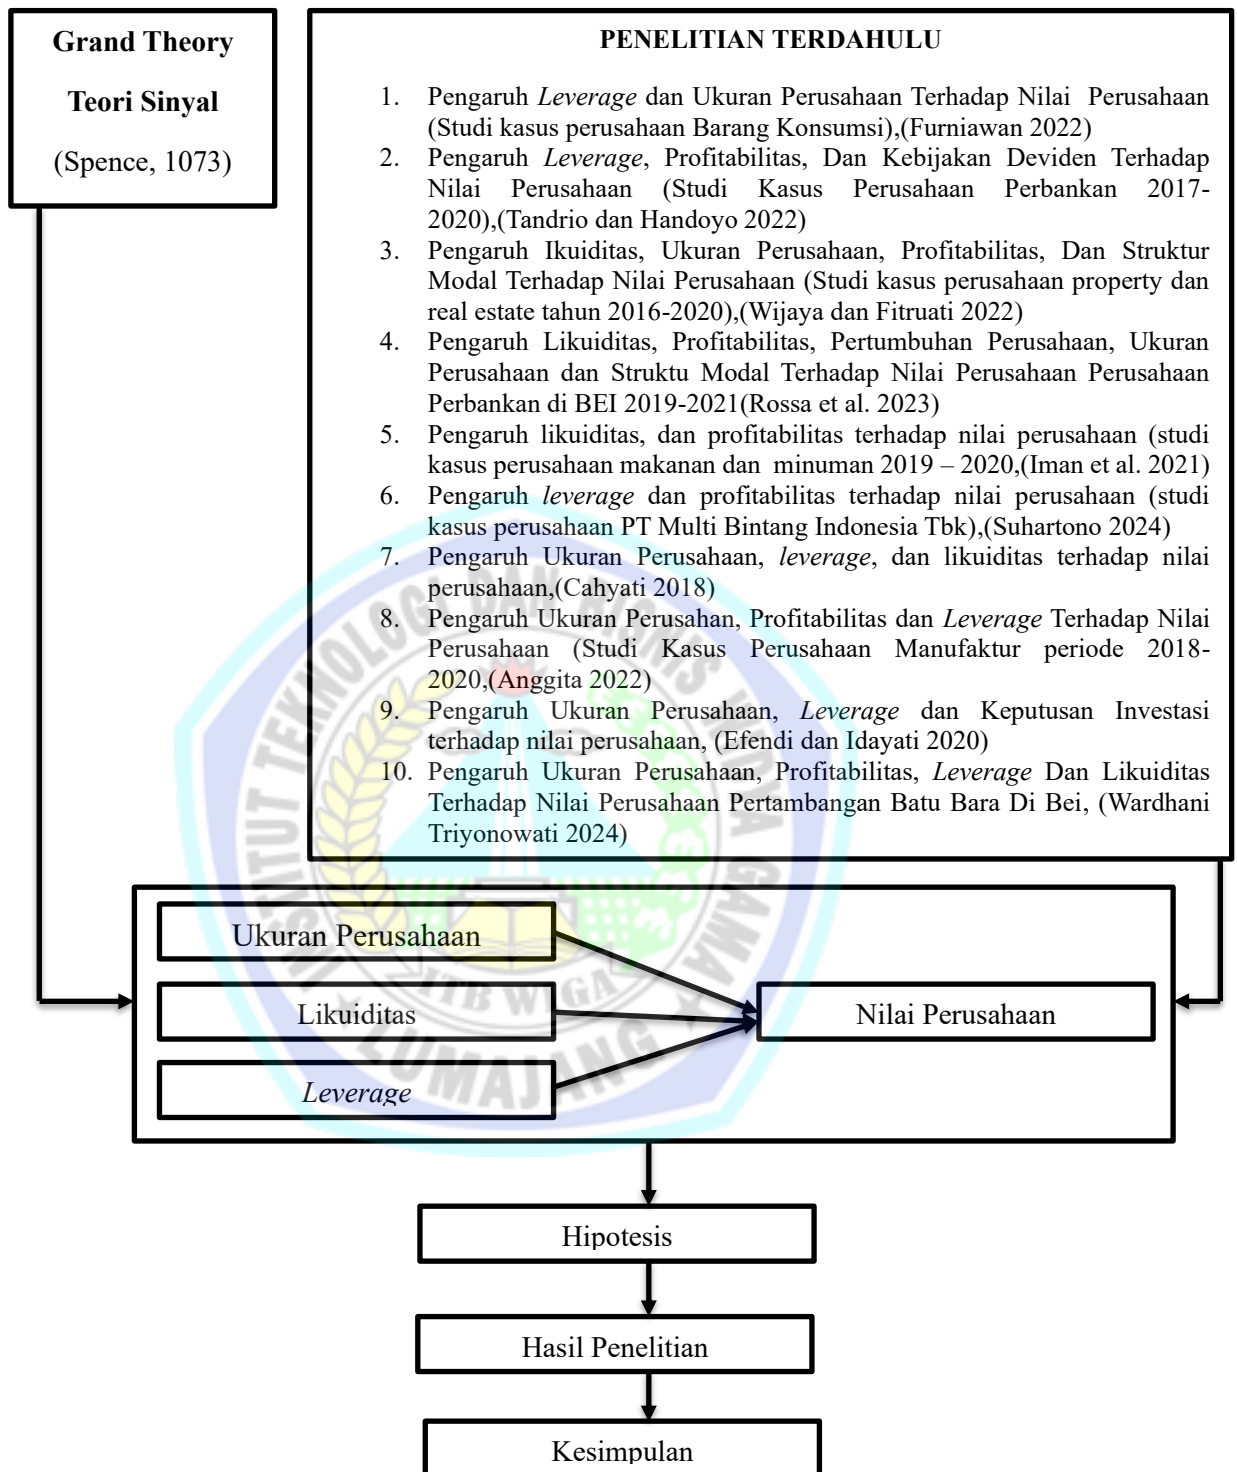 Grand Theory
Teori Sinyal
(Spence, 1073)
PENELITIAN TERDAHULU
1. Pengaruh Leverage dan Ukuran Perusahaan Terhadap Nilai Perusahaan
(Studi kasus perusahaan Barang Konsumsi),(Furniawan 2022)
2. Pengaruh Leverage, Profitabilitas, Dan Kebijakan Deviden Terhadap
Nilai Perusahaan (Studi Kasus Perusahaan Perbankan 2017-
2020),(Tandrio dan Handoyo 2022)
3. Pengaruh Ikuiditas, Ukuran Perusahaan, Profitabilitas, Dan Struktur
Modal Terhadap Nilai Perusahaan (Studi kasus perusahaan property dan
real estate tahun 2016-2020),(Wijaya dan Fitruati 2022)
4. Pengaruh Likuiditas, Profitabilitas, Pertumbuhan Perusahaan, Ukuran
Perusahaan dan Struktu Modal Terhadap Nilai Perusahaan Perusahaan
Perbankan di BEI 2019-2021(Rossa et al. 2023)
5. Pengaruh likuiditas, dan profitabilitas terhadap nilai perusahaan (studi
kasus perusahaan makanan dan minuman 2019 – 2020,(Iman et al. 2021)
6. Pengaruh leverage dan profitabilitas terhadap nilai perusahaan (studi
kasus perusahaan PT Multi Bintang Indonesia Tbk),(Suhartono 2024)
7. Pengaruh Ukuran Perusahaan, leverage, dan likuiditas terhadap nilai
perusahaan,(Cahyati 2018)
8. Pengaruh Ukuran Perusahan, Profitabilitas dan Leverage Terhadap Nilai
Perusahaan (Studi Kasus Perusahaan Manufaktur periode 2018-
2020,(Anggita 2022)
9. Pengaruh Ukuran Perusahaan, Leverage dan Keputusan Investasi
terhadap nilai perusahaan, (Efendi dan Idayati 2020)
10. Pengaruh Ukuran Perusahaan, Profitabilitas, Leverage Dan Likuiditas
Terhadap Nilai Perusahaan Pertambangan Batu Bara Di Bei, (Wardhani
Triyonowati 2024)
Ukuran Perusahaan
Likuiditas
Leverage
Nilai Perusahaan
Hipotesis
Hasil Penelitian
Kesimpulan
INSTITUT TEKNOLOGI DAN BISNIS WIDYA GAMA
ITB WIGA
LUMAJANG